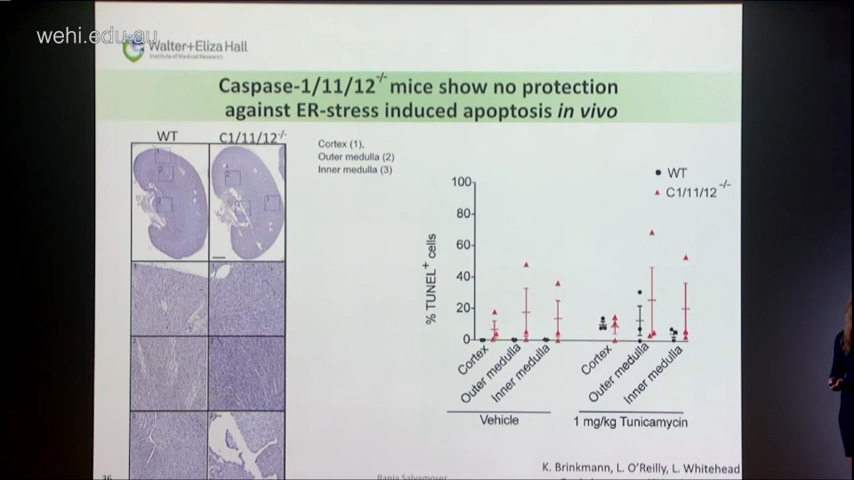 wehi.edu.au
Walter+Eliza Hall
Institute of Medical Research
Caspase-1/11/12-/- mice show no protection
against ER-stress induced apoptosis in vivo
WT
C1/11/12-/-
Cortex (1),
Outer medulla (2)
Inner medulla (3)
WT
C1/11/12 -/-
% TUNEL+ cells
100
80
60
40
20
0
Cortex
Outer medulla
Inner medulla
Cortex
Outer medulla
Inner medulla
Vehicle
1 mg/kg Tunicamycin
K. Brinkmann, L. O'Reilly, L. Whitehead
36
Rania Salvamoser